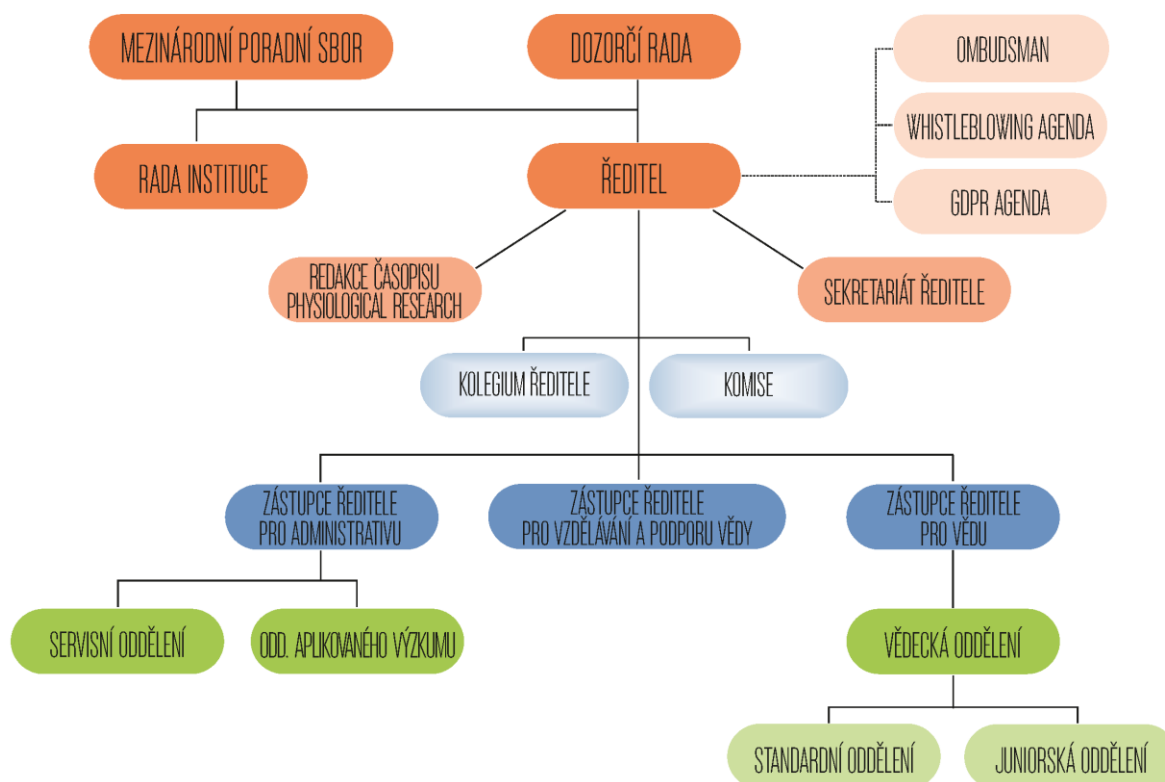 MEZINÁRODNÍ PORADNÍ SBOR
DOZORČÍ RADA
OMBUDSMAN
WHISTLEBLOWING AGENDA
GDPR AGENDA
RADA INSTITUCE
ŘEDITEL
REDAKCE ČASOPISU
PHYSIOLOGICAL RESEARCH
SEKRETARIÁT ŘEDITELE
KOLEGIUM ŘEDITELE
KOMISE
ZÁSTUPCE ŘEDITELE
PRO ADMINISTRATIVU
ZÁSTUPCE ŘEDITELE
PRO VZDĚLÁVÁNÍ A PODPORU VĚDY
ZÁSTUPCE ŘEDITELE
PRO VĚDU
SERVISNÍ ODDĚLENÍ
ODD. APLIKOVANÉHO VÝZKUMU
VĚDECKÁ ODDĚLENÍ
STANDARDNÍ ODDĚLENÍ
JUNIORSKÁ ODDĚLENÍ